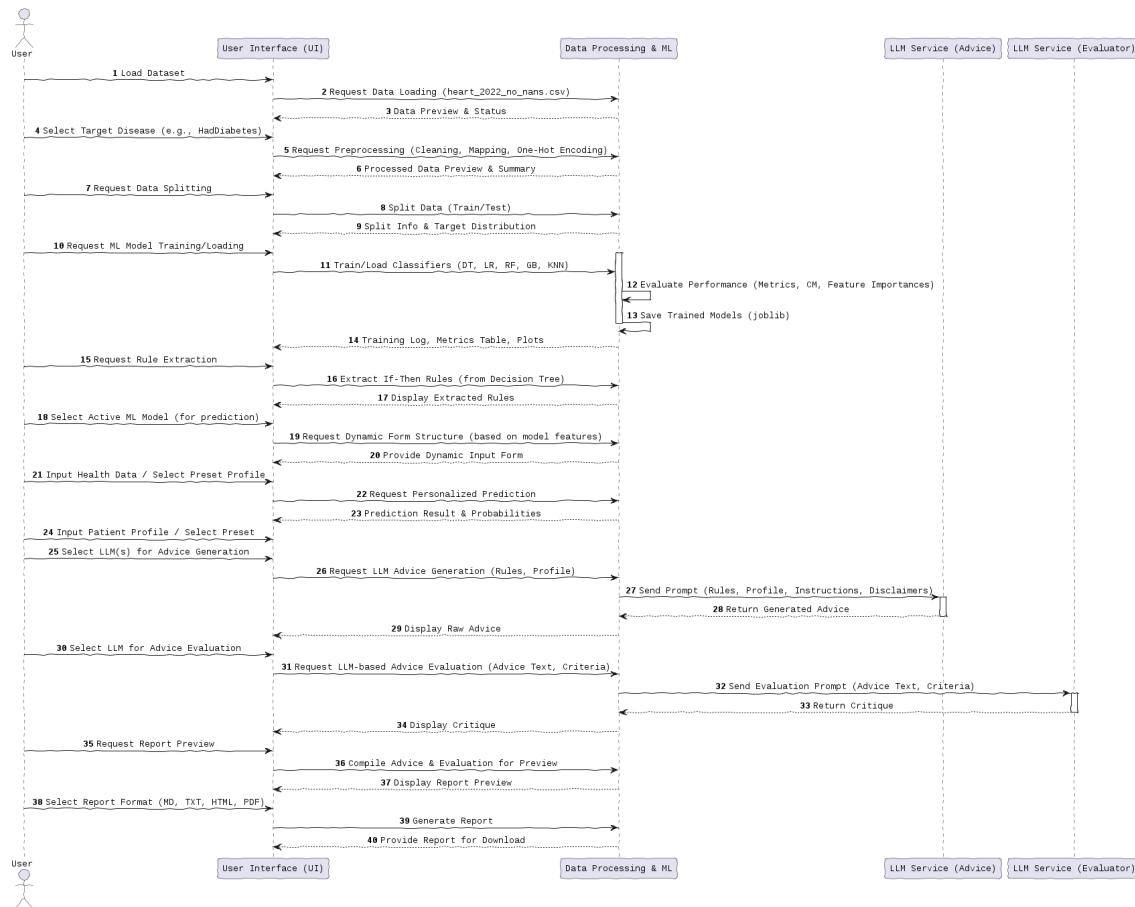 User
User Interface (UI)
Data Processing & ML
LLM Service (Advice)
LLM Service (Evaluator)
1 Load Dataset
2 Request Data Loading (heart_2022_no_nans.csv)
3 Data Preview & Status
4 Select Target Disease (e.g., HadDiabetes)
5 Request Preprocessing (Cleaning, Mapping, One-Hot Encoding)
6 Processed Data Preview & Summary
7 Request Data Splitting
8 Split Data (Train/Test)
9 Split Info & Target Distribution
10 Request ML Model Training/Loading
11 Train/Load Classifiers (DT, LR, RF, GB, KNN)
12 Evaluate Performance (Metrics, CM, Feature Importances)
13 Save Trained Models (joblib)
14 Training Log, Metrics Table, Plots
15 Request Rule Extraction
16 Extract If-Then Rules (from Decision Tree)
17 Display Extracted Rules
18 Select Active ML Model (for prediction)
19 Request Dynamic Form Structure (based on model features)
20 Provide Dynamic Input Form
21 Input Health Data / Select Preset Profile
22 Request Personalized Prediction
23 Prediction Result & Probabilities
24 Input Patient Profile / Select Preset
25 Select LLM(s) for Advice Generation
26 Request LLM Advice Generation (Rules, Profile)
27 Send Prompt (Rules, Profile, Instructions, Disclaimers)
28 Return Generated Advice
29 Display Raw Advice
30 Select LLM for Advice Evaluation
31 Request LLM-based Advice Evaluation (Advice Text, Criteria)
32 Send Evaluation Prompt (Advice Text, Criteria)
33 Return Critique
34 Display Critique
35 Request Report Preview
36 Compile Advice & Evaluation for Preview
37 Display Report Preview
38 Select Report Format (MD, TXT, HTML, PDF)
39 Generate Report
40 Provide Report for Download
User
User Interface (UI)
Data Processing & ML
LLM Service (Advice)
LLM Service (Evaluator)